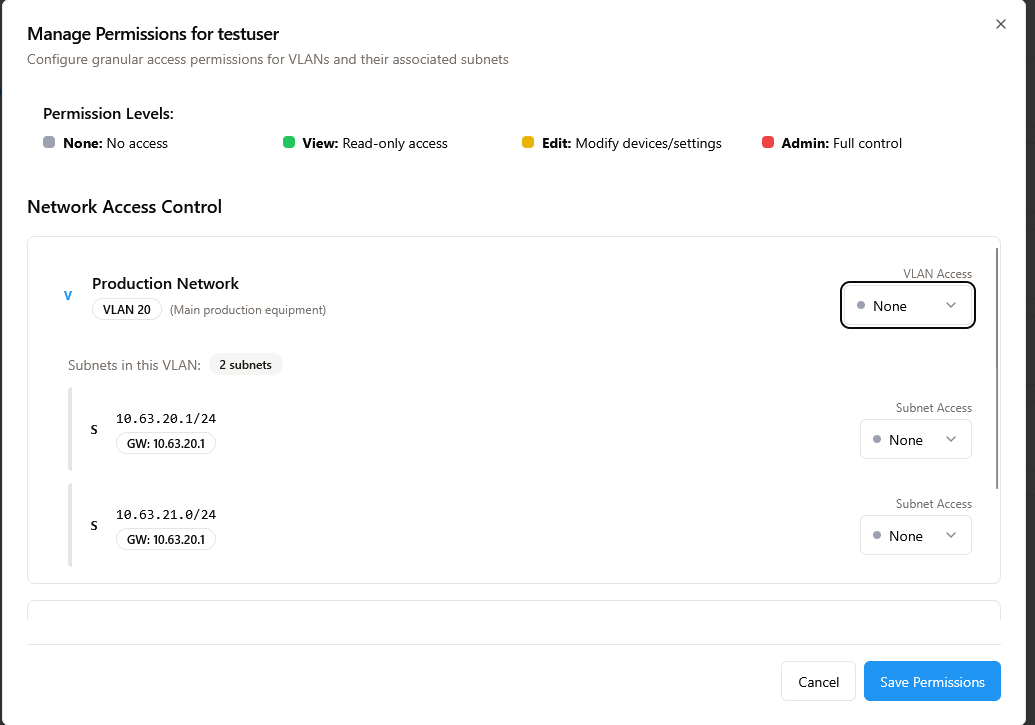 Manage Permissions for testuser
Configure granular access permissions for VLANs and their associated subnets
Permission Levels:
None: No access
View: Read-only access
Edit: Modify devices/settings
Admin: Full control
Network Access Control
V
Production Network
VLAN 20 (Main production equipment)
VLAN Access
None
Subnets in this VLAN: 2 subnets
S
10.63.20.1/24
GW: 10.63.20.1
Subnet Access
None
S
10.63.21.0/24
GW: 10.63.20.1
Subnet Access
None
Cancel
Save Permissions